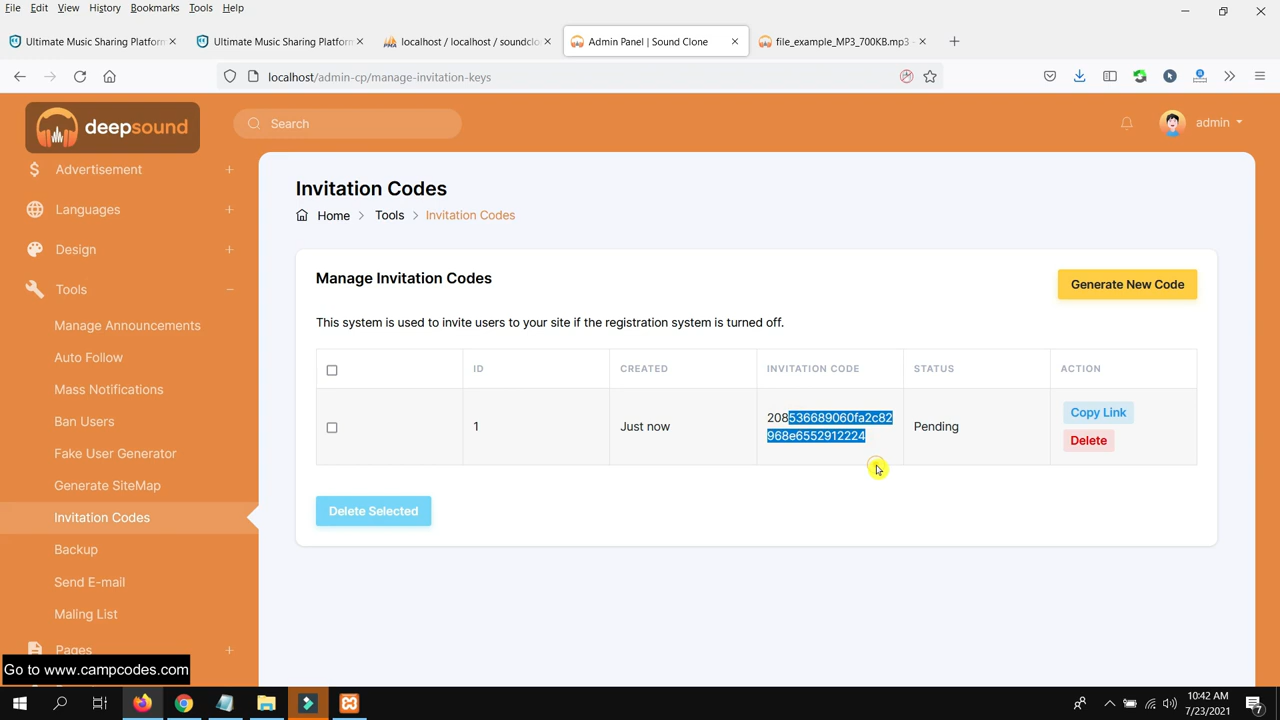 File Edit View History Bookmarks Tools Help
Ultimate Music Sharing Platform
Ultimate Music Sharing Platform
localhost / localhost / soundclo
Admin Panel | Sound Clone
file_example_MP3_700KB.mp3 -
localhost/admin-cp/manage-invitation-keys
deepsound
Search
admin
Advertisement
Languages
Design
Tools
Manage Announcements
Auto Follow
Mass Notifications
Ban Users
Fake User Generator
Generate SiteMap
Invitation Codes
Backup
Send E-mail
Maling List
Pages
Invitation Codes
Home > Tools > Invitation Codes
Manage Invitation Codes
Generate New Code
This system is used to invite users to your site if the registration system is turned off.
ID CREATED INVITATION CODE STATUS ACTION
1 Just now 208536689060fa2c82 Pending Copy Link
968e6552912224 Delete
Delete Selected
Go to www.campcodes.com
10:42 AM
7/23/2021
7